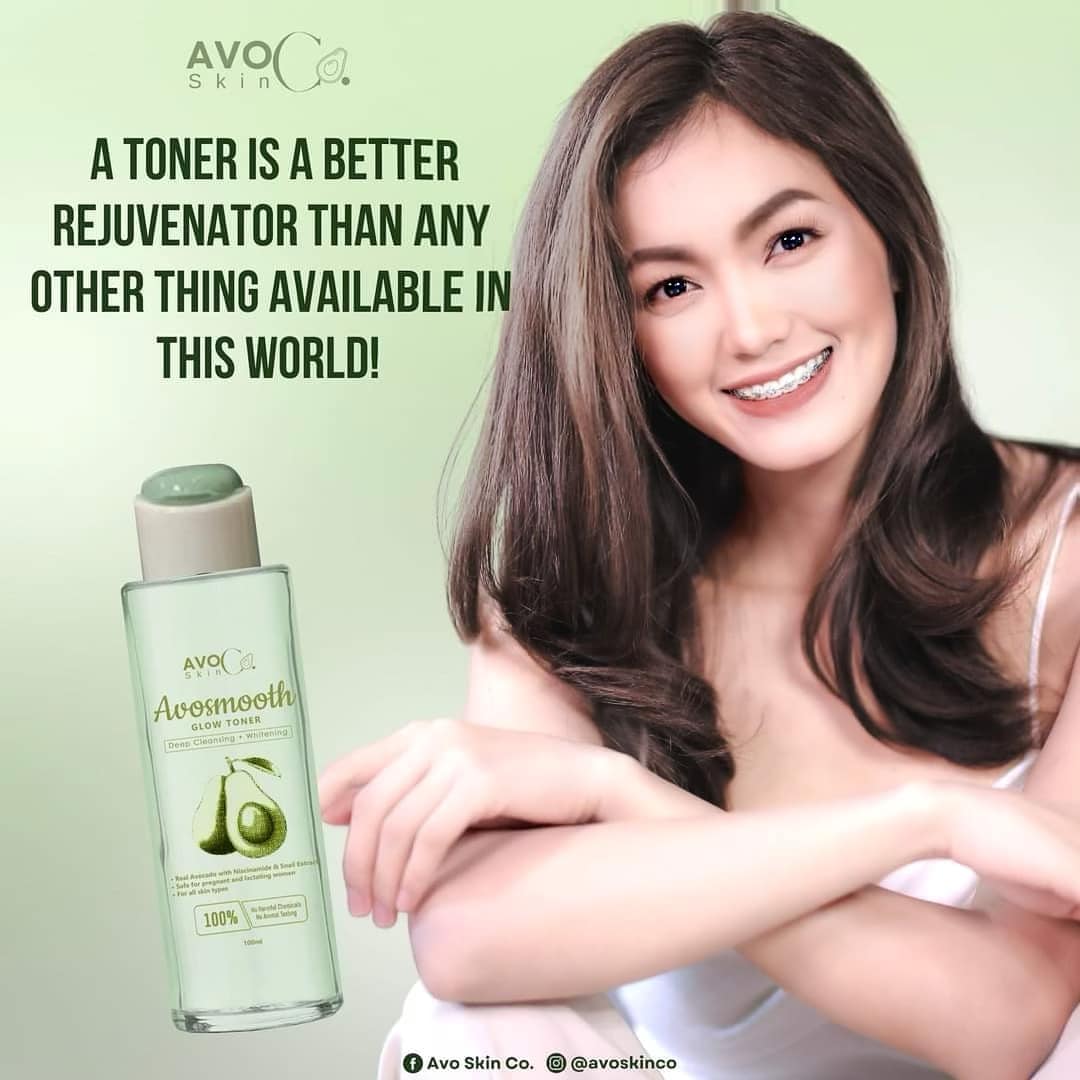 AVO Co.
Skin
A TONER IS A BETTER
REJUVENATOR THAN ANY
OTHER THING AVAILABLE IN
THIS WORLD!
AVO Co.
Skin
Avosmooth
GLOW TONER
Deep Cleansing • Whitening
• Real Avocado with Niacinamide & Snail Extract
• Safe for pregnant and lactating women
• For all skin types
100%
No Harmful Chemicals
No Animal Testing
100ml
Avo Skin Co. @avoskinco